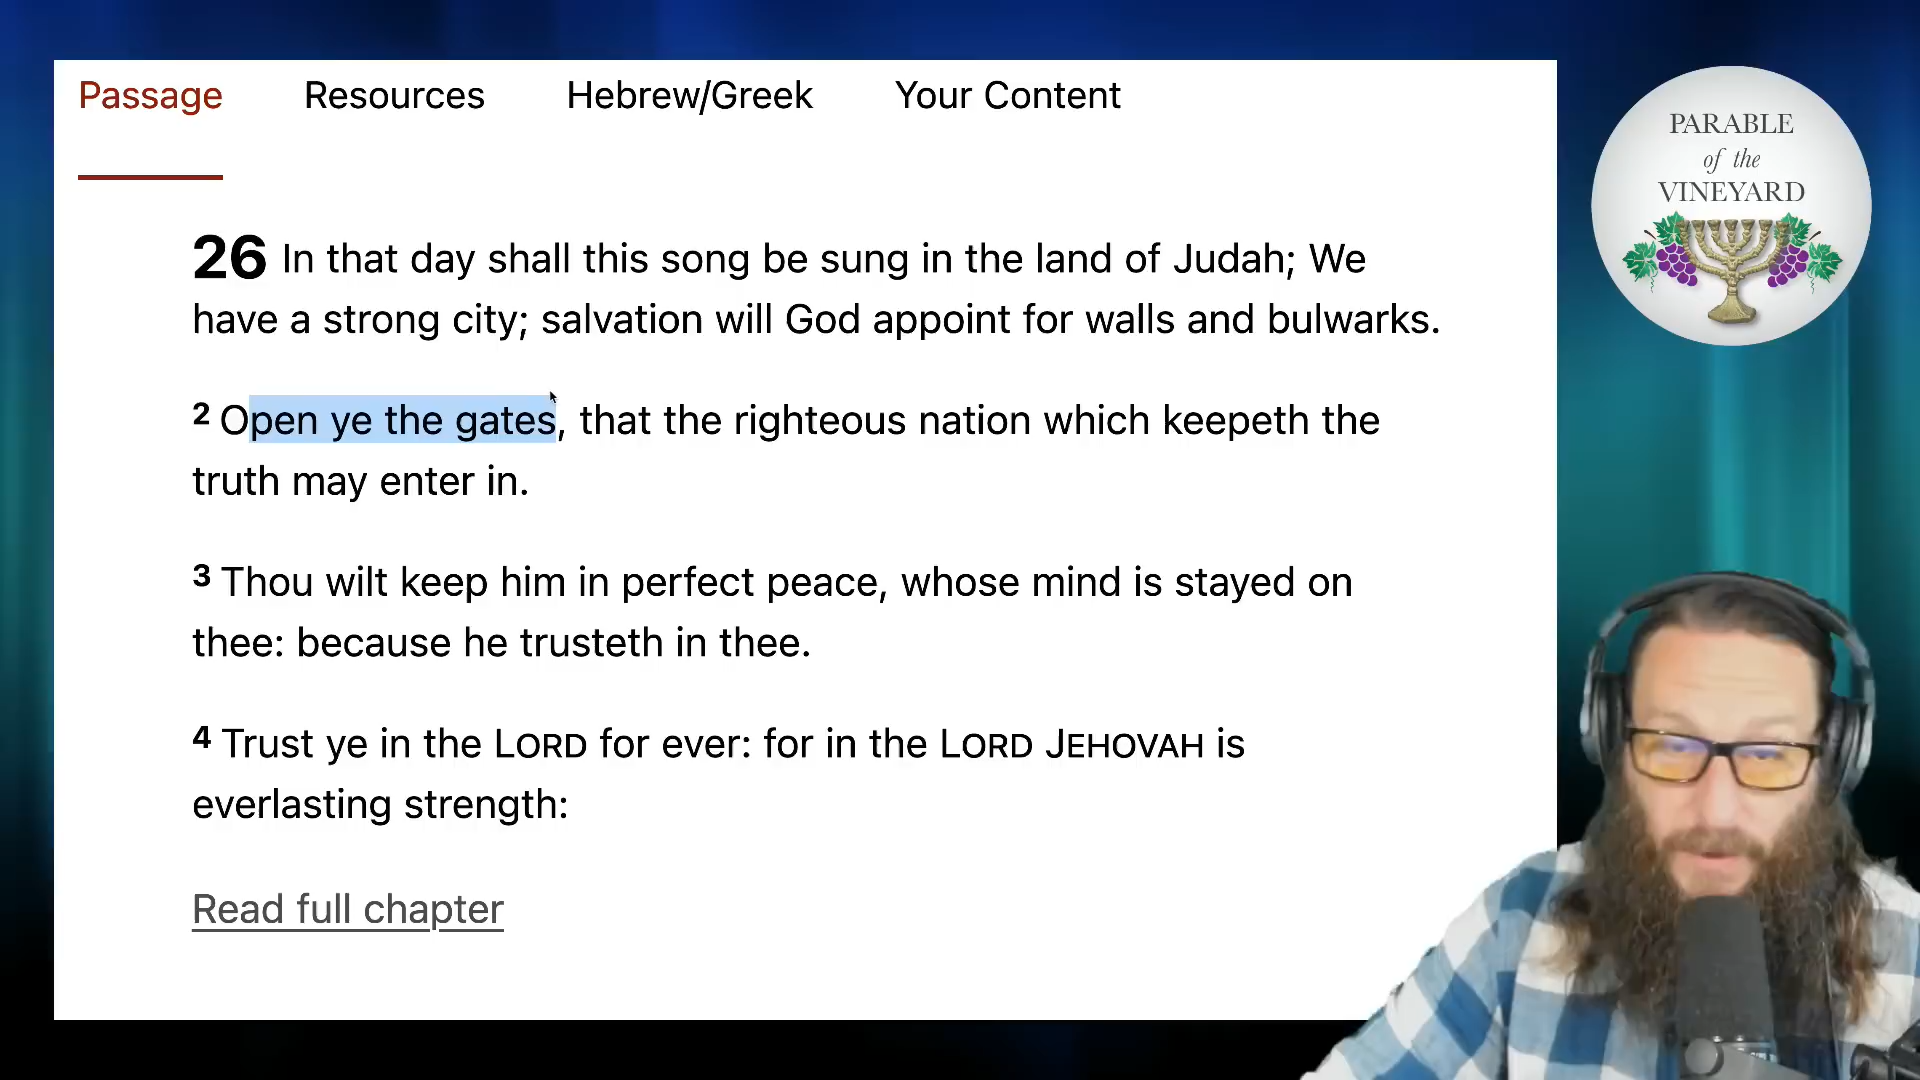 Passage Resources Hebrew/Greek Your Content
PARABLE
of the
VINEYARD
26 In that day shall this song be sung in the land of Judah; We
have a strong city; salvation will God appoint for walls and bulwarks.
2 Open ye the gates, that the righteous nation which keepeth the
truth may enter in.
3 Thou wilt keep him in perfect peace, whose mind is stayed on
thee: because he trusteth in thee.
4 Trust ye in the LORD for ever: for in the LORD JEHOVAH is
everlasting strength:
Read full chapter